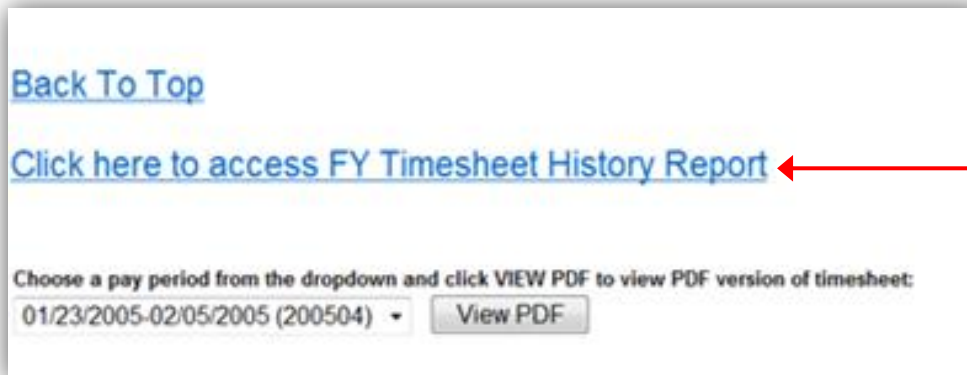 Back To Top
Click here to access FY Timesheet History Report
Choose a pay period from the dropdown and click VIEW PDF to view PDF version of timesheet:
01/23/2005-02/05/2005 (200504) View PDF